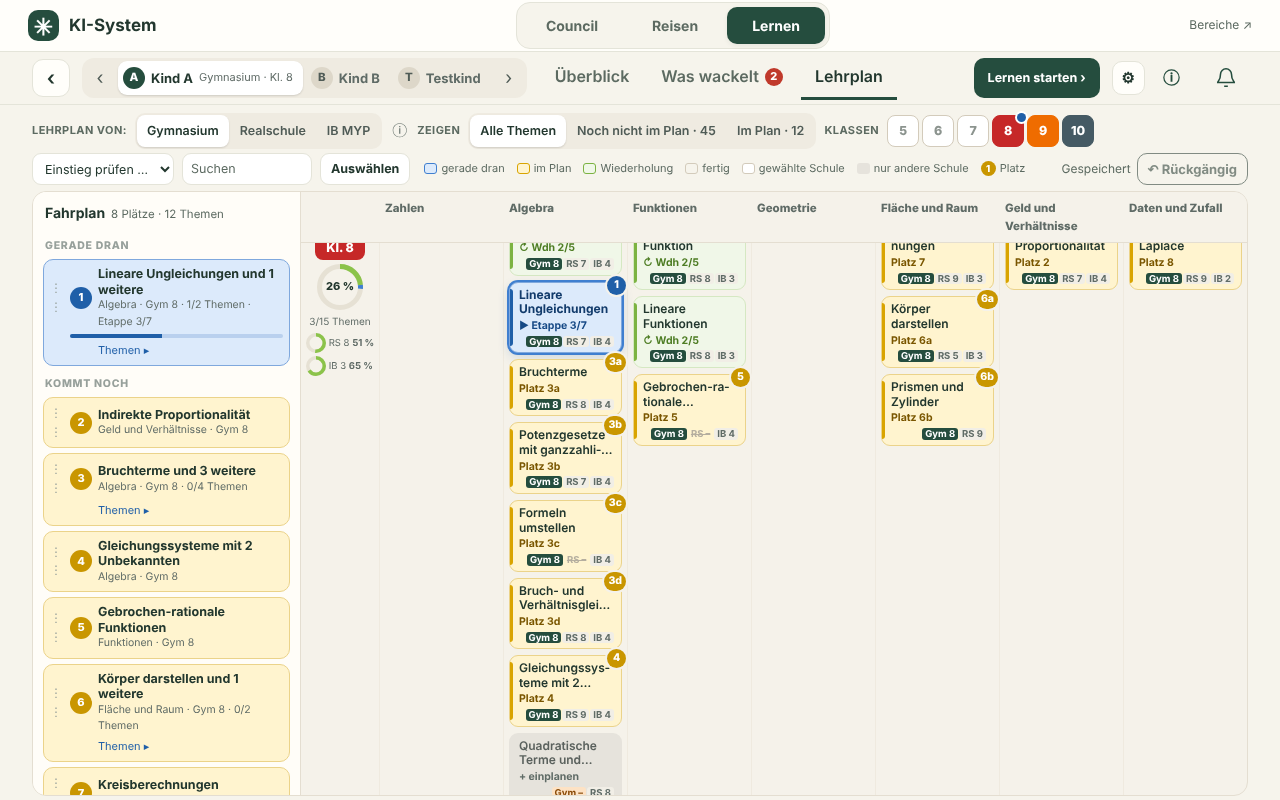 KI-System
Council
Reisen
Lernen
Bereiche ↗
‹
‹
A Kind A Gymnasium · Kl. 8
B Kind B
T Testkind
›
Überblick
Was wackelt 2
Lehrplan
Lernen starten ›
LEHRPLAN VON:
Gymnasium
Realschule
IB MYP
ZEIGEN
Alle Themen
Noch nicht im Plan · 45
Im Plan · 12
KLASSEN
5
6
7
8
9
10
Einstieg prüfen ...
Suchen
Auswählen
gerade dran
im Plan
Wiederholung
fertig
gewählte Schule
nur andere Schule
1 Platz
Gespeichert
↶ Rückgängig
Fahrplan 8 Plätze · 12 Themen
GERADE DRAN
1
Lineare Ungleichungen und 1
weitere
Algebra · Gym 8 · 1/2 Themen ·
Etappe 3/7
Themen ▸
KOMMT NOCH
2
Indirekte Proportionalität
Geld und Verhältnisse · Gym 8
3
Bruchterme und 3 weitere
Algebra · Gym 8 · 0/4 Themen
Themen ▸
4
Gleichungssysteme mit 2
Unbekannten
Algebra · Gym 8
5
Gebrochen-rationale
Funktionen
Funktionen · Gym 8
6
Körper darstellen und 1
weitere
Fläche und Raum · Gym 8 · 0/2
Themen
Themen ▸
7
Kreisberechnungen
Zahlen
Algebra
Funktionen
Geometrie
Fläche und Raum
Geld und
Verhältnisse
Daten und Zufall
Kl. 8
26 %
3/15 Themen
RS 8 51 %
IB 3 65 %
↻ Wdh 2/5
Gym 8 RS 7 IB 4
1
Lineare
Ungleichungen
▶ Etappe 3/7
Gym 8 RS 7 IB 4
3a
Bruchterme
Platz 3a
Gym 8 RS 8 IB 4
3b
Potenzgesetze
mit ganzzahli-...
Platz 3b
Gym 8 RS 7 IB 4
3c
Formeln
umstellen
Platz 3c
Gym 8 RS – IB 4
3d
Bruch- und
Verhältnisglei...
Platz 3d
Gym 8 RS 8 IB 4
4
Gleichungssys-
teme mit 2...
Platz 4
Gym 8 RS 9 IB 4
Quadratische
Terme und...
+ einplanen
Gym – RS 8
Funktion
↻ Wdh 2/5
Gym 8 RS 8 IB 3
Lineare
Funktionen
↻ Wdh 2/5
Gym 8 RS 8 IB 3
5
Gebrochen-ra-
tionale...
Platz 5
Gym 8 RS – IB 4
nungen
Platz 7
Gym 8 RS 9 IB 3
6a
Körper
darstellen
Platz 6a
Gym 8 RS 5 IB 3
6b
Prismen und
Zylinder
Platz 6b
Gym 8 RS 9
Proportionalität
Platz 2
Gym 8 RS 7 IB 4
Laplace
Platz 8
Gym 8 RS 9 IB 2